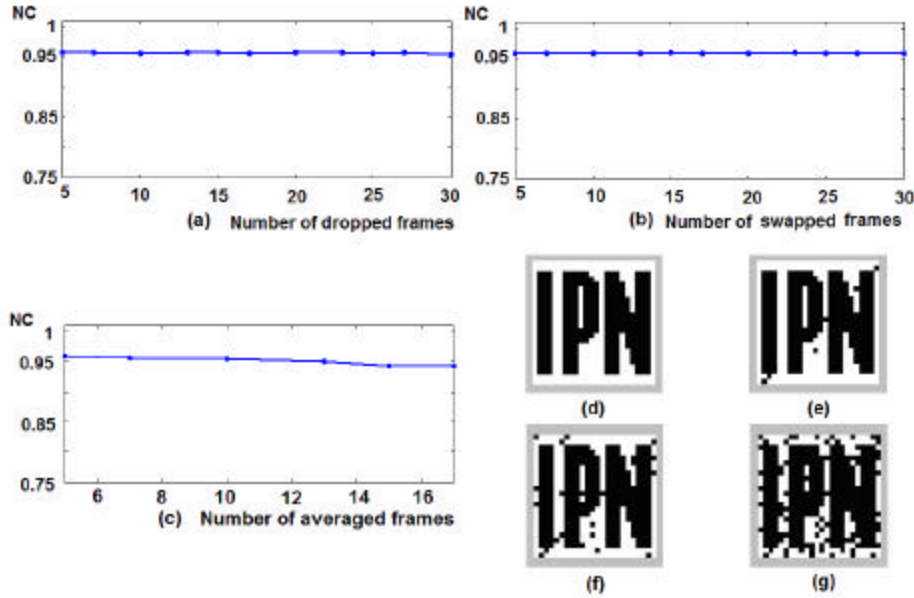 NC
1
0.95
0.85
0.75
5 10 15 20 25 30
(a) Number of dropped frames
1
0.95
0.85
0.75
5 10 15 20 25 30
(b) Number of swapped frames
NC
1
0.95
0.85
0.75
6 8 10 12 14 16
(c) Number of averaged frames
IPN
(d)
IPN
(e)
IPN
(f)
IPN
(g)